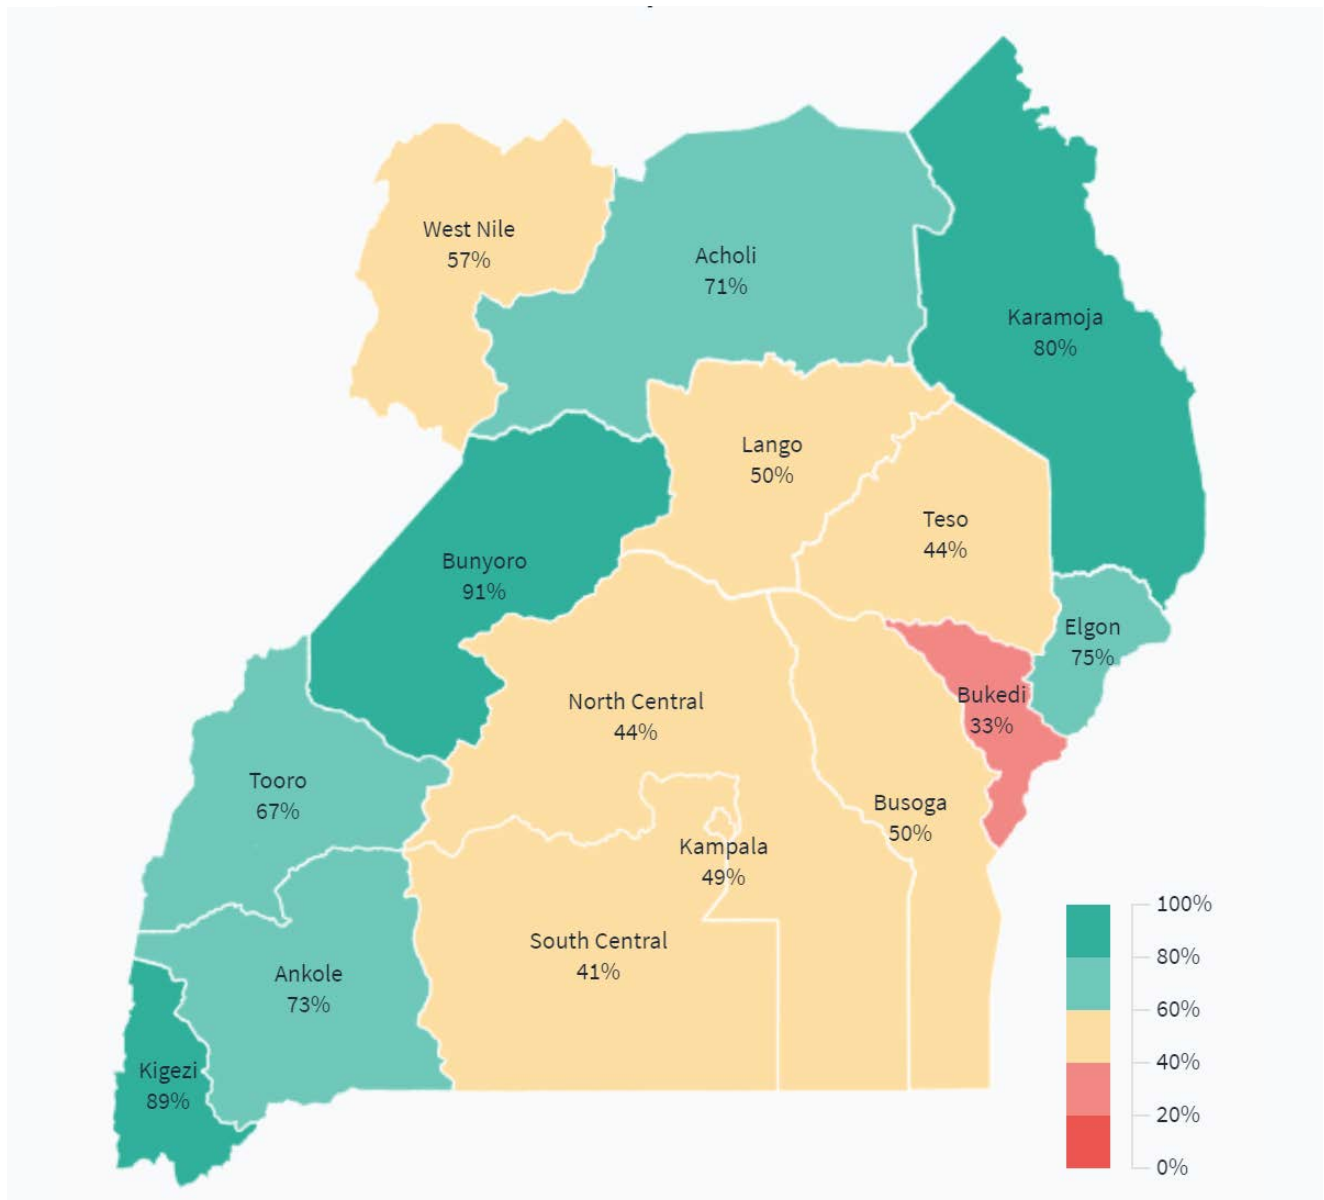 West Nile
57%
Acholi
71%
Karamoja
80%
Lango
50%
Teso
44%
Bunyoro
91%
Elgon
75%
North Central
44%
Bukedi
33%
Tooro
67%
Busoga
50%
Kampala
49%
South Central
41%
Ankole
73%
Kigezi
89%
100%
80%
60%
40%
20%
0%